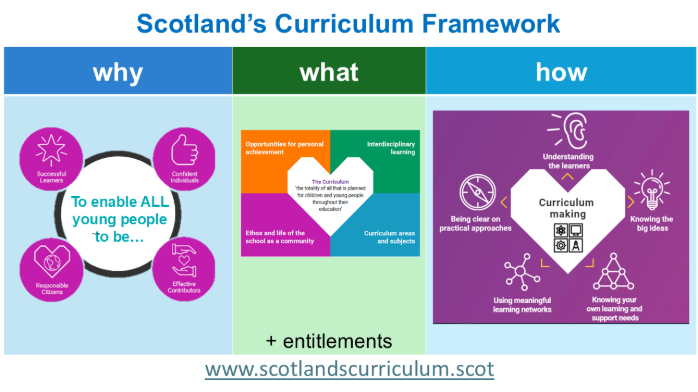 Scotland's Curriculum Framework
why
what
how
Successful
Learners
Confident
Individuals
To enable ALL
young people
to be...
Responsible
Citizens
Effective
Contributors
Opportunities for personal
achievement
Interdisciplinary
learning
The Curriculum
'the totality of all that is planned
for children and young people
throughout their
education'
Ethos and life of the
school as a community
Curriculum areas
and subjects
+ entitlements
Understanding
the learners
Being clear on
practical approaches
Curriculum
making
Knowing the
big ideas
Using meaningful
learning networks
Knowing your
own learning and
support needs
www.scotlandscurriculum.scot